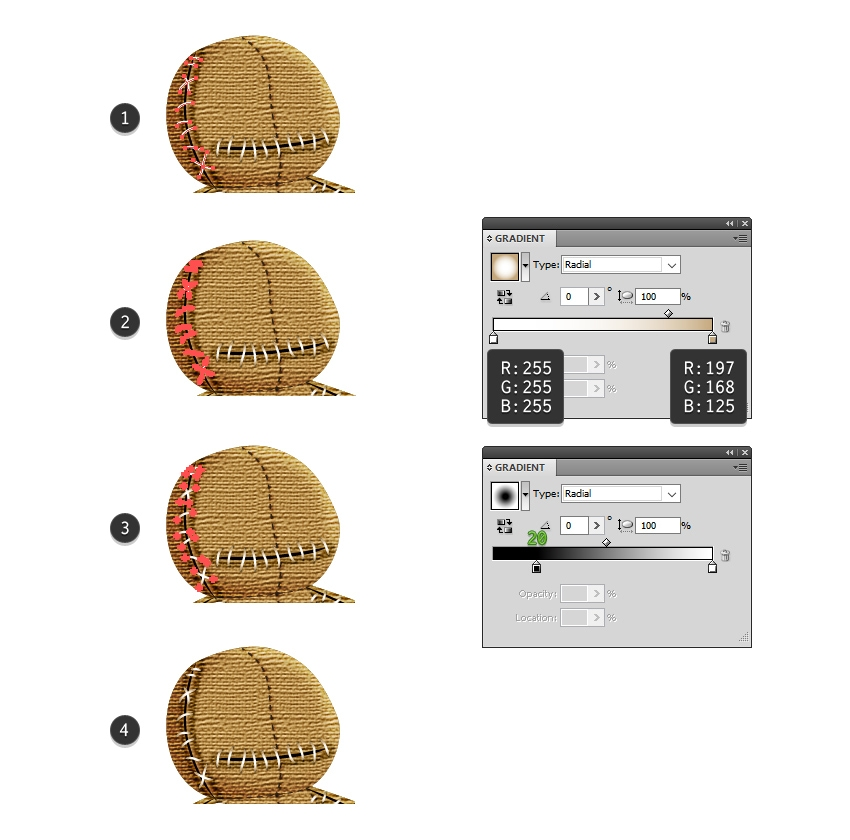 1
2
GRADIENT
Type: Radial
0 ° 100 %
%
%
R:255
G:255
B:255
R:197
G:168
B:125
3
GRADIENT
Type: Radial
0 ° 100 %
20
Opacity: %
Location: %
4